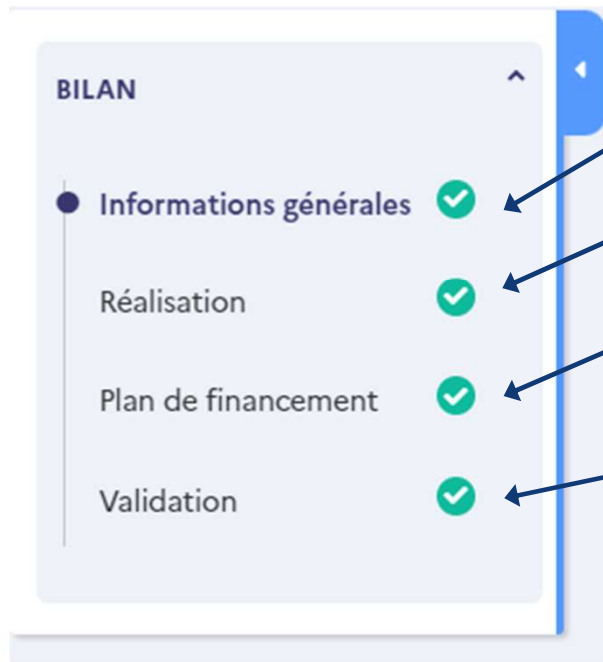 BILAN
Informations générales
Réalisation
Plan de financement
Validation